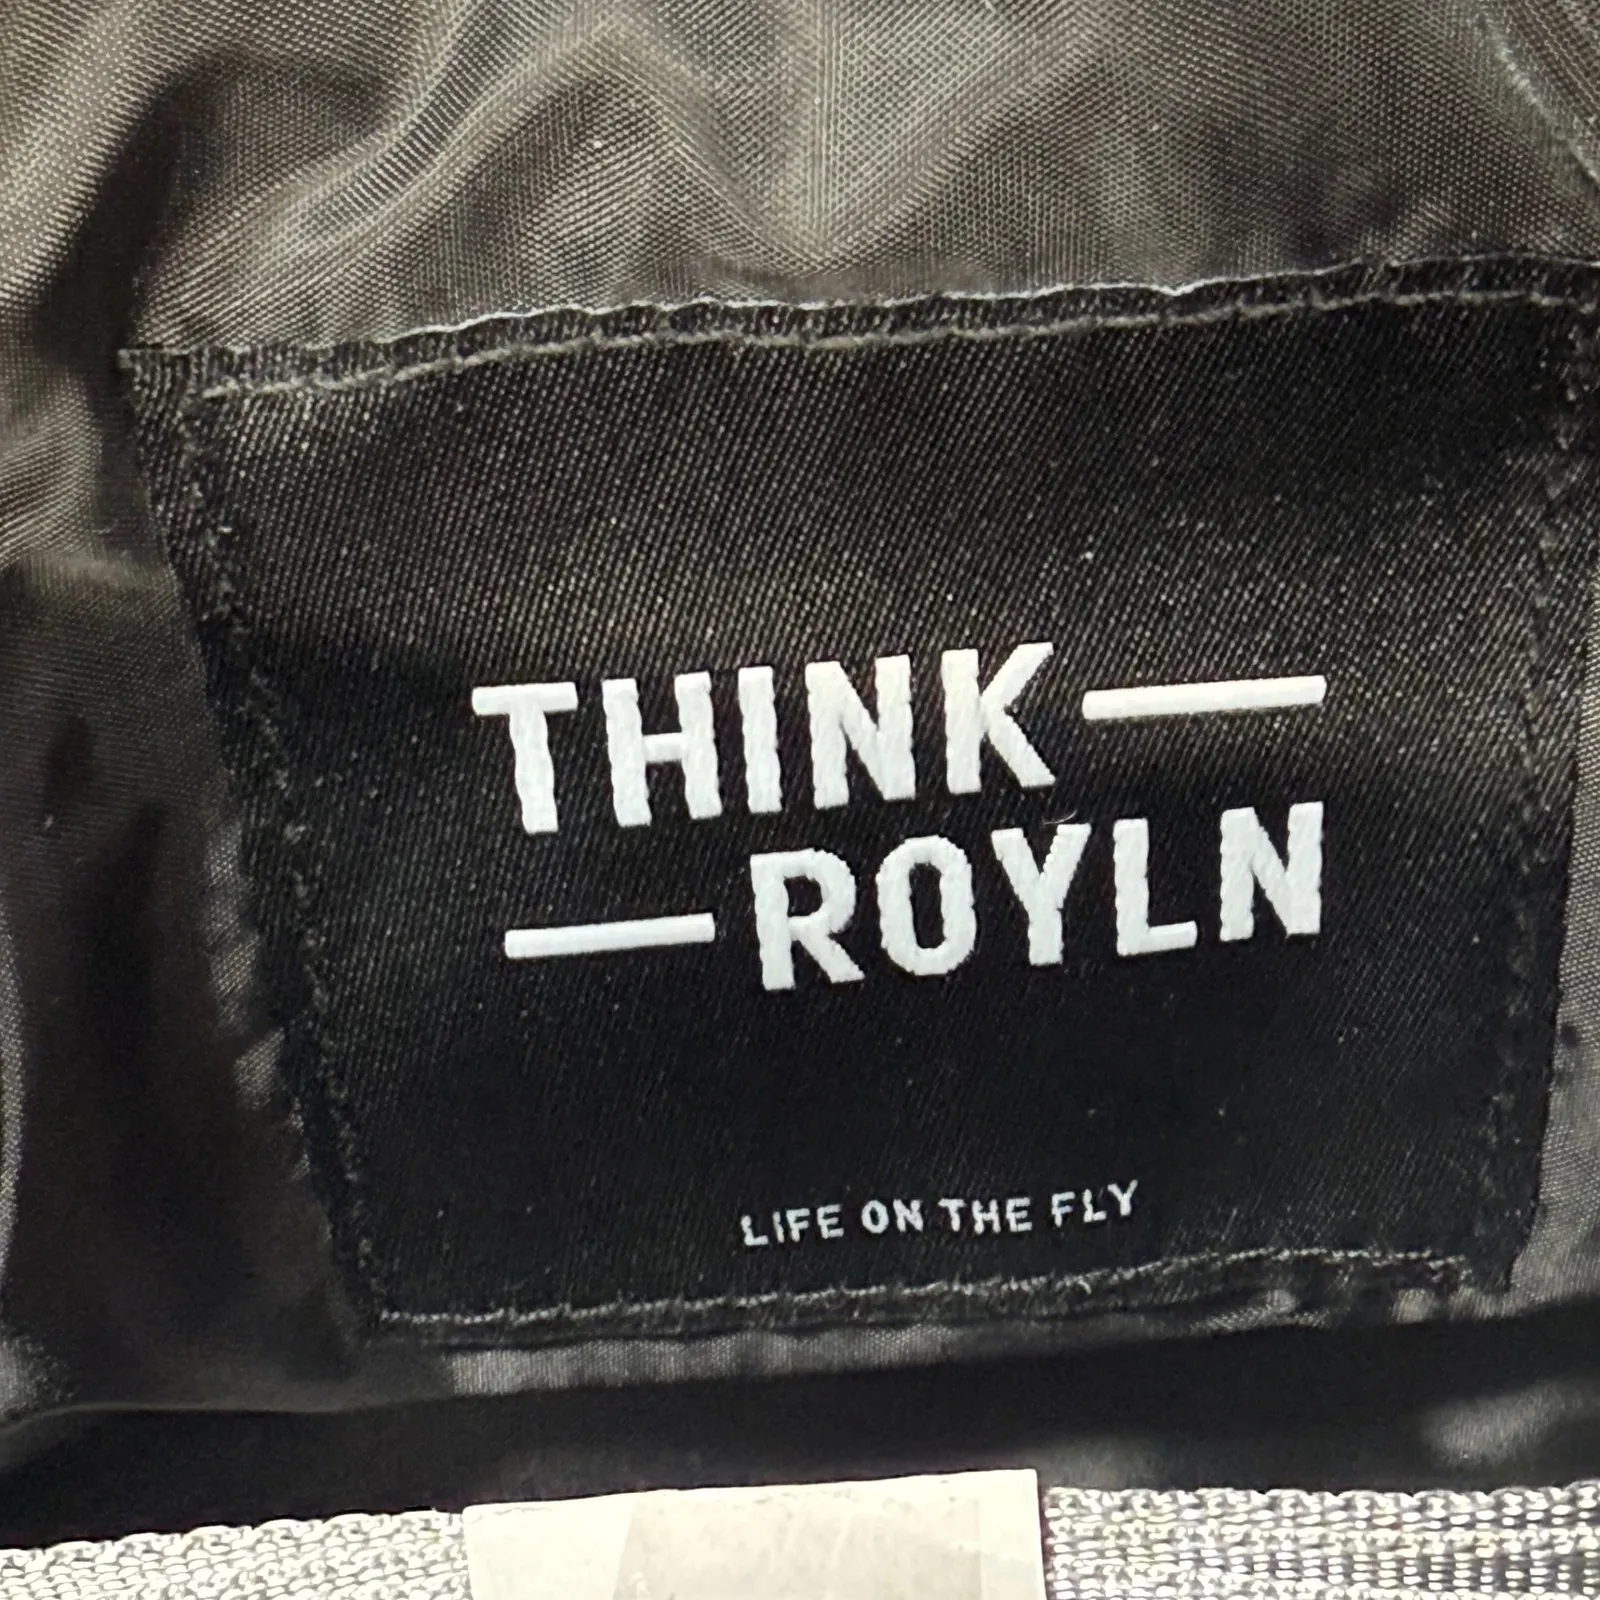 THINK—
—ROYLN
LIFE ON THE FLY